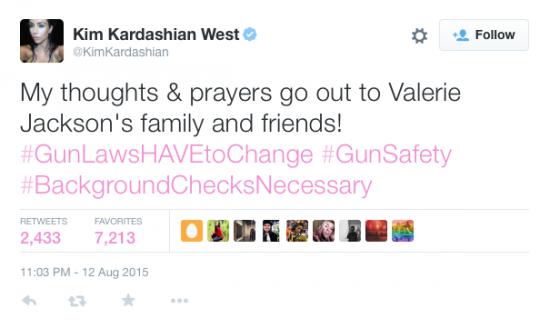 Kim Kardashian West
@KimKardashian
Follow
My thoughts & prayers go out to Valerie
Jackson's family and friends!
#GunLawsHAVEtoChange #GunSafety
#BackgroundChecksNecessary
RETWEETS FAVORITES
2,433 7,213
11:03 PM - 12 Aug 2015